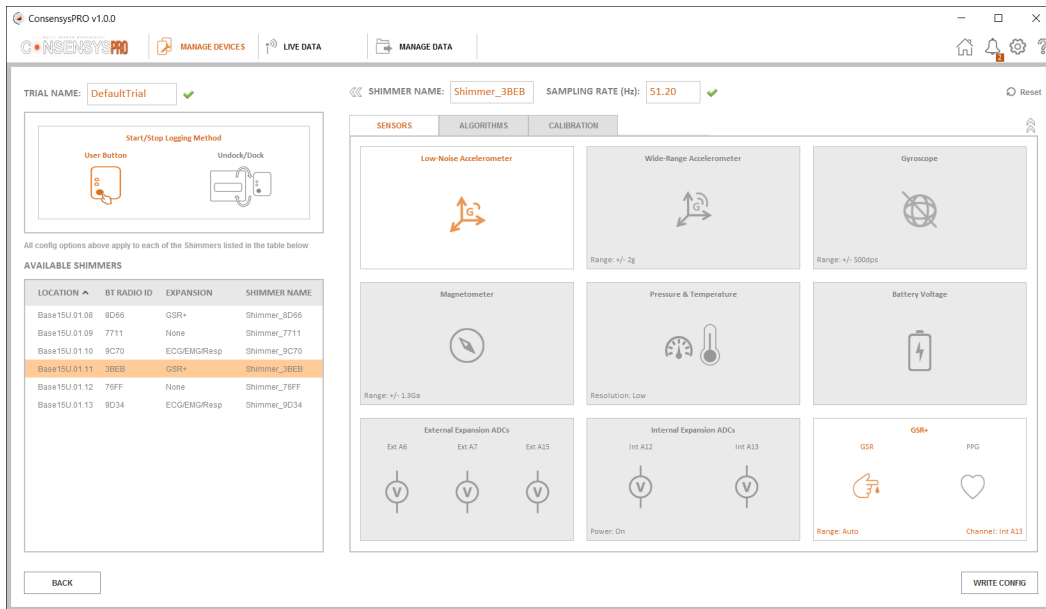 ConsensysPRO v1.0.0
MULTI SENSOR MANAGEMENT
CONSENSYSPRO
MANAGE DEVICES
LIVE DATA
MANAGE DATA
2
TRIAL NAME: DefaultTrial
SHIMMER NAME: Shimmer_3BEB SAMPLING RATE (Hz): 51.20
Reset
Start/Stop Logging Method
User Button Undock/Dock
All config options above apply to each of the Shimmers listed in the table below
AVAILABLE SHIMMERS
LOCATION BT RADIO ID EXPANSION SHIMMER NAME
Base15U.01.08 8D66 GSR+ Shimmer_8D66
Base15U.01.09 7711 None Shimmer_7711
Base15U.01.10 9C70 ECG/EMG/Resp Shimmer_9C70
Base15U.01.11 3BEB GSR+ Shimmer_3BEB
Base15U.01.12 76FF None Shimmer_76FF
Base15U.01.13 9D34 ECG/EMG/Resp Shimmer_9D34
SENSORS ALGORITHMS CALIBRATION
Low-Noise Accelerometer
G
Wide-Range Accelerometer
G
Range: +/- 2g
Gyroscope
Range: +/- 500dps
Magnetometer
Range: +/- 1.3Ga
Pressure & Temperature
Resolution: Low
Battery Voltage
External Expansion ADCs
Ext A6 Ext A7 Ext A15
V V V
Internal Expansion ADCs
Int A12 Int A13
V V
Power: On
GSR+
GSR PPG
Range: Auto Channel: Int A13
BACK
WRITE CONFIG